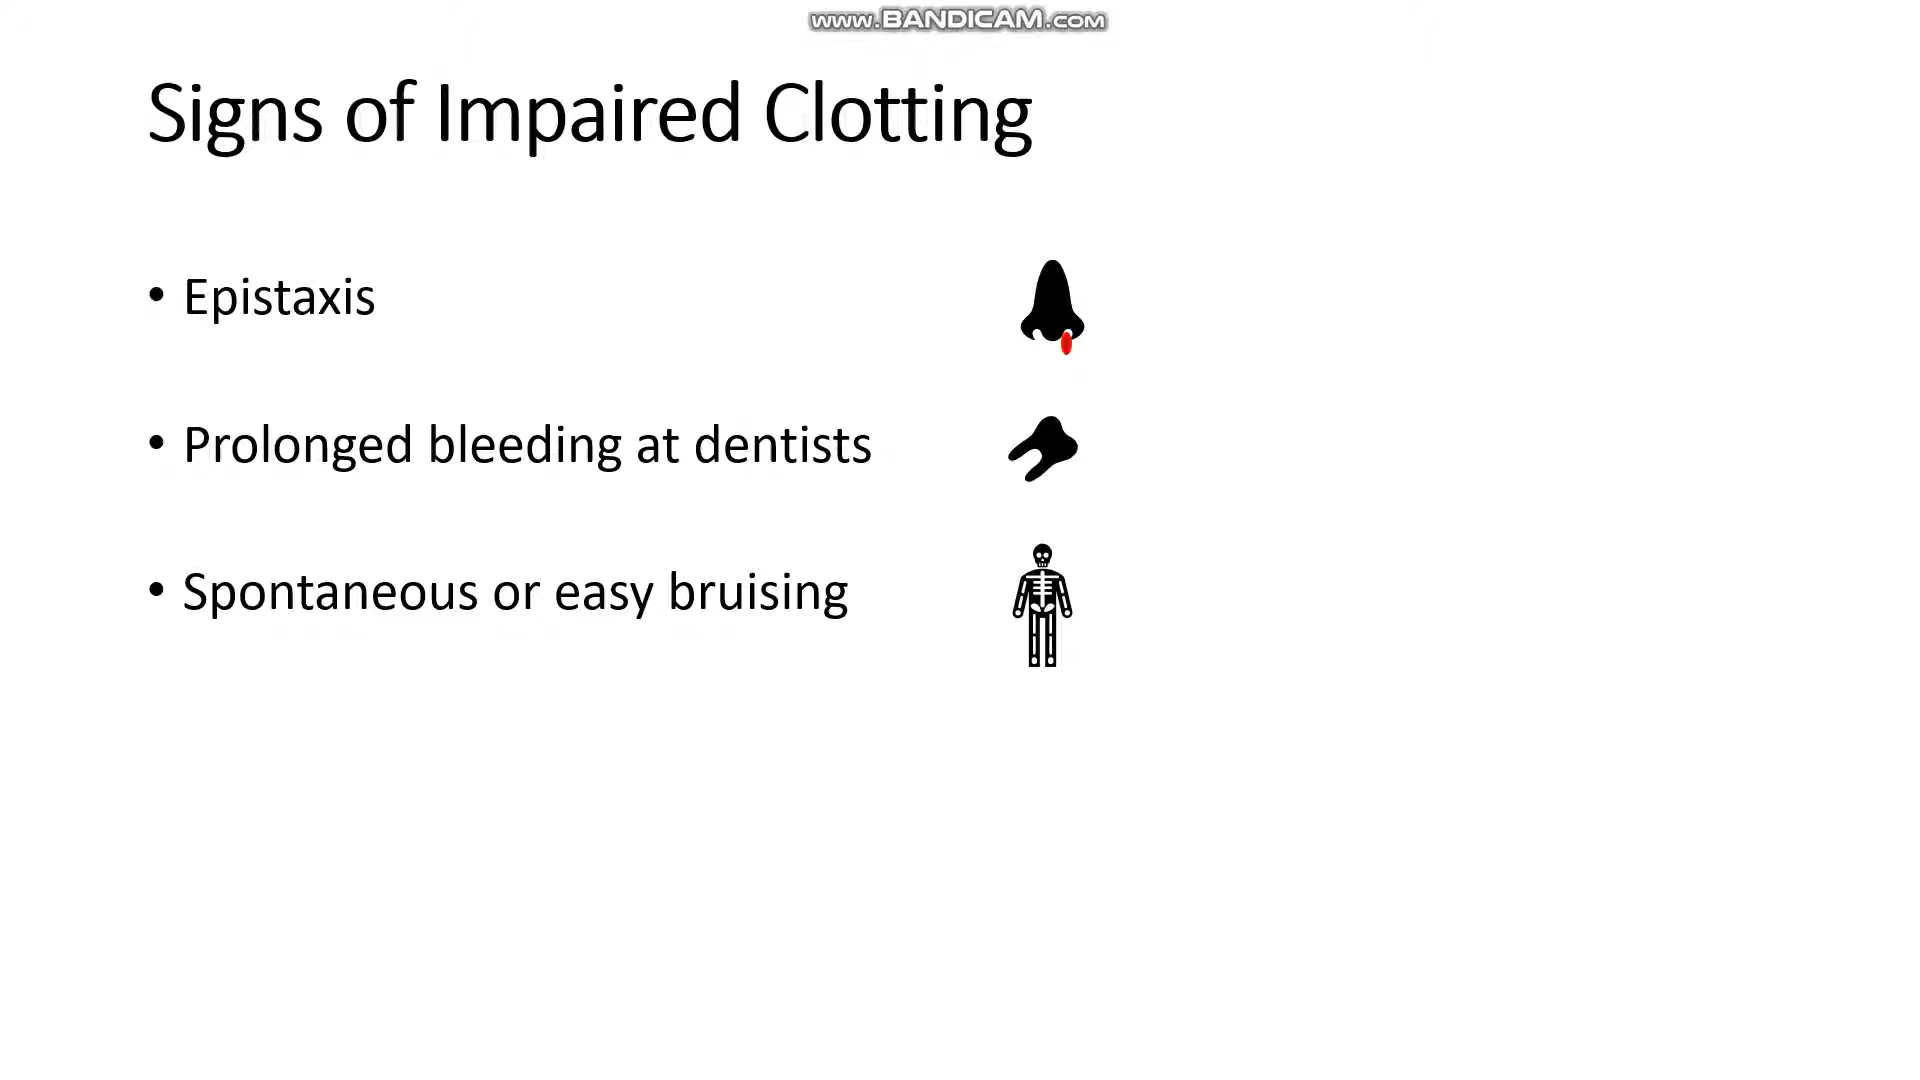 www.BANDICAM.com
Signs of Impaired Clotting
• Epistaxis
• Prolonged bleeding at dentists
• Spontaneous or easy bruising